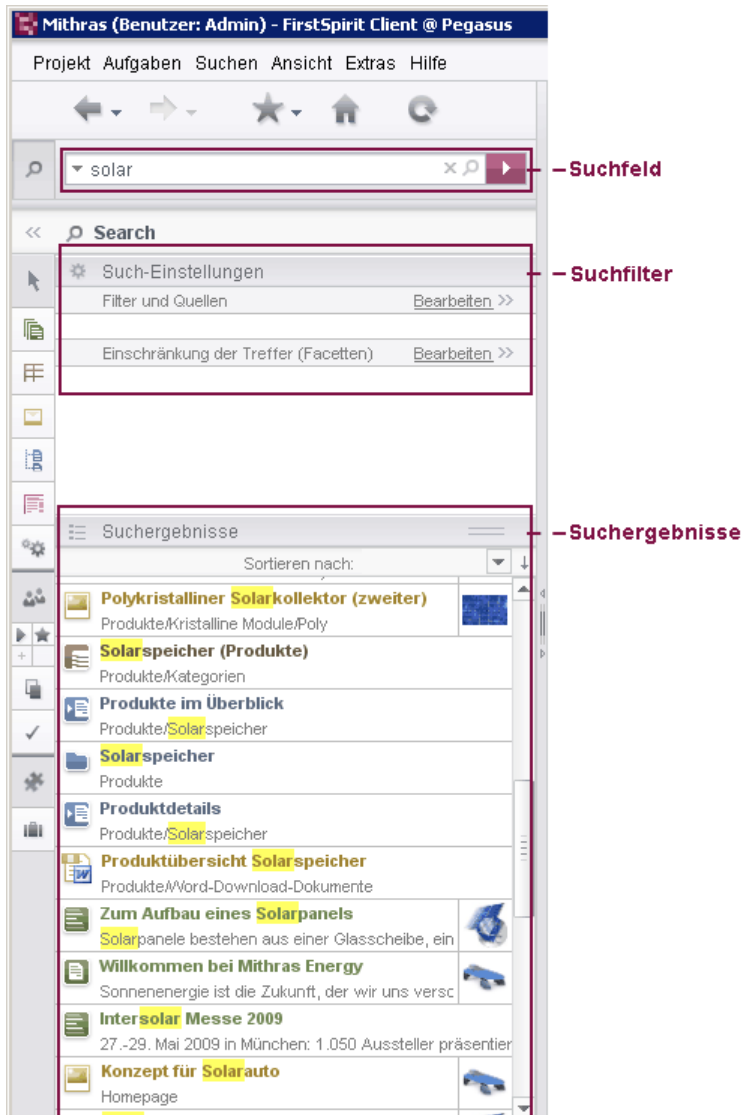 Mithras (Benutzer: Admin) - FirstSpirit Client @ Pegasus
Projekt Aufgaben Suchen Ansicht Extras Hilfe
solar
Suchfeld
Search
Such-Einstellungen
Suchfilter
Filter und Quellen Bearbeiten >>
Einschränkung der Treffer (Facetten) Bearbeiten >>
Suchergebnisse
Suchergebnisse
Sortieren nach:
Polykristalliner Solarkollektor (zweiter)
Produkte/Kristalline Module/Poly
Solarspeicher (Produkte)
Produkte/Kategorien
Produkte im Überblick
Produkte/Solarspeicher
Solarspeicher
Produkte
Produktdetails
Produkte/Solarspeicher
Produktübersicht Solarspeicher
Produkte/Word-Download-Dokumente
Zum Aufbau eines Solarpanels
Solarpanele bestehen aus einer Glasscheibe, ein
Willkommen bei Mithras Energy
Sonnenenergie ist die Zukunft, der wir uns versc
Intersolar Messe 2009
27.-29. Mai 2009 in München: 1.050 Aussteller präsentier
Konzept für Solarauto
Homepage